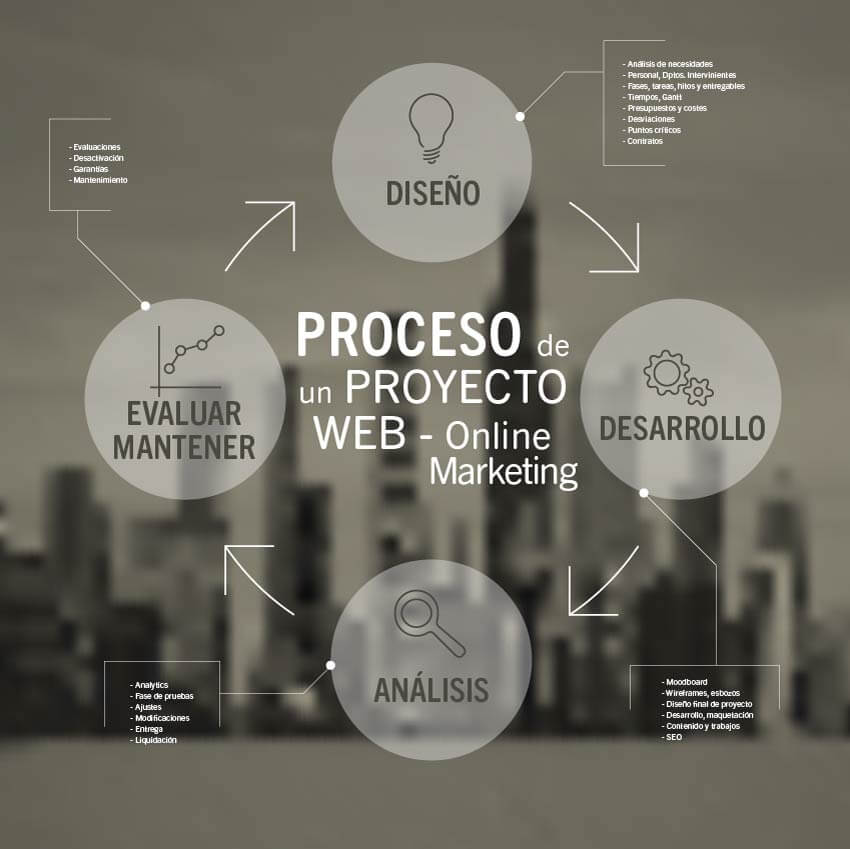 - Análisis de necesidades
- Personal, Dptos. Intervinientes
- Fases, tareas, hitos y entregables
- Tiempos, Gantt
- Presupuestos y costes
- Desviaciones
- Puntos críticos
- Contratos
DISEÑO
- Evaluaciones
- Desactivación
- Garantías
- Mantenimiento
PROCESO de
un PROYECTO
WEB - Online
Marketing
EVALUAR
MANTENER
DESARROLLO
ANÁLISIS
- Analytics
- Fase de pruebas
- Ajustes
- Modificaciones
- Entrega
- Liquidación
- Moodboard
- Wireframes, esbozos
- Diseño final de proyecto
- Desarrollo, maquetación
- Contenido y trabajos
- SEO